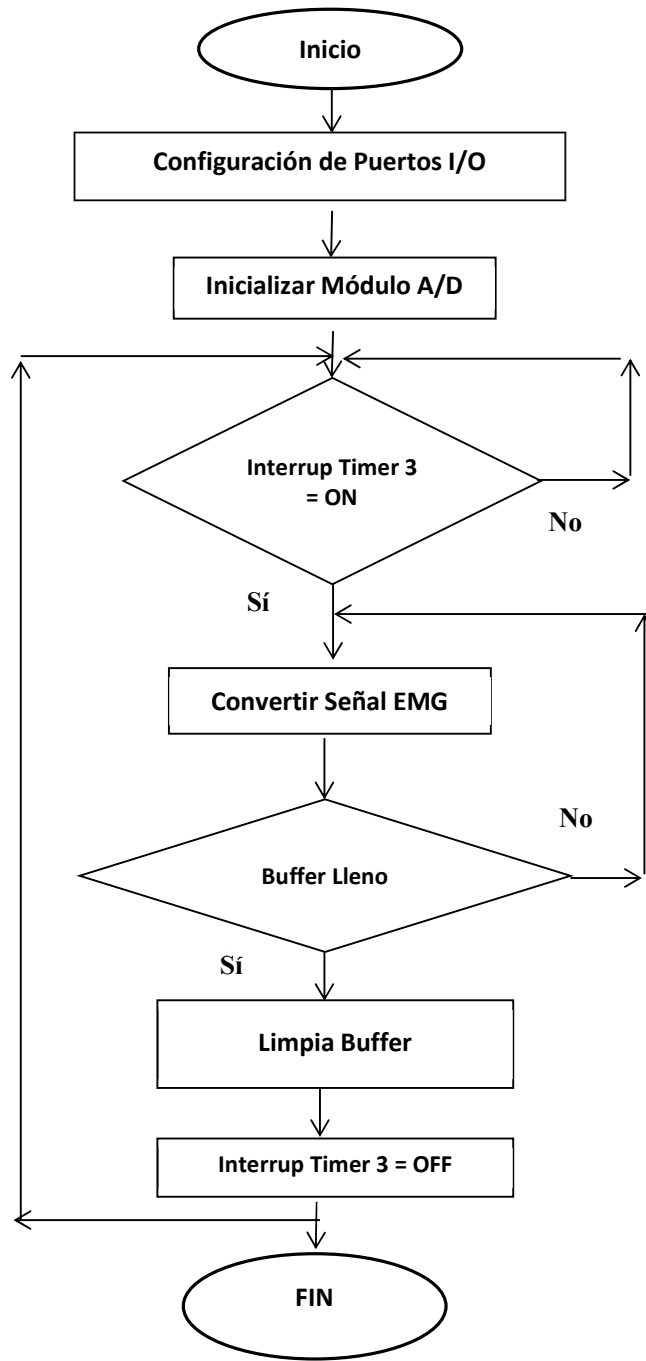 Inicio
Configuración de Puertos I/O
Inicializar Módulo A/D
Interrup Timer 3
= ON
No
Sí
Convertir Señal EMG
No
Buffer Lleno
Sí
Limpia Buffer
Interrup Timer 3 = OFF
FIN